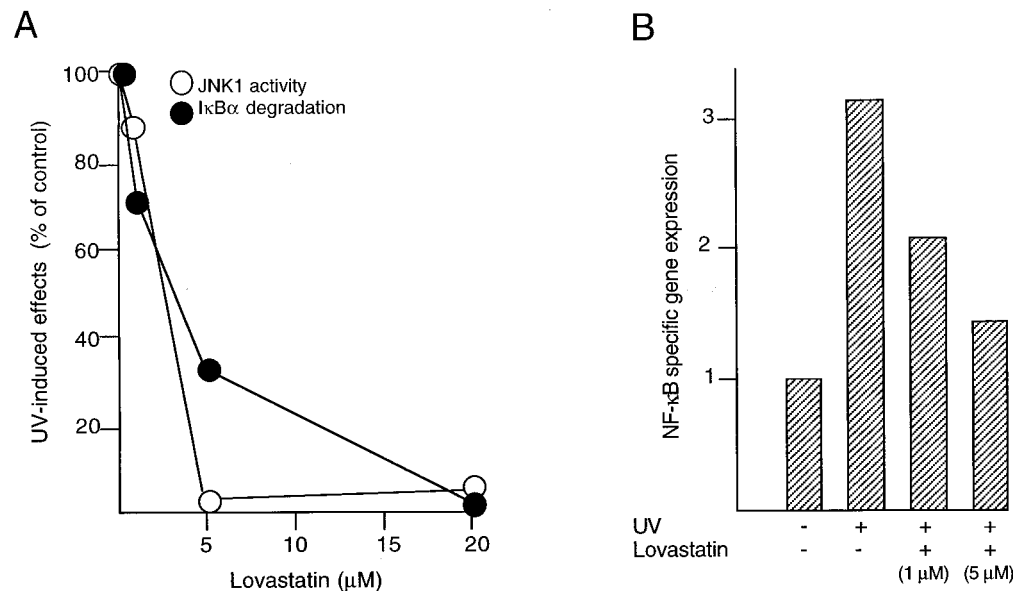 A
100
80
60
40
20
UV-induced effects (% of control)
JNK1 activity
IκBα degradation
5
10
15
20
Lovastatin (μM)
B
3
2
1
NF-κB specific gene expression
UV - + + +
Lovastatin - - + +
(1 μM) (5 μM)